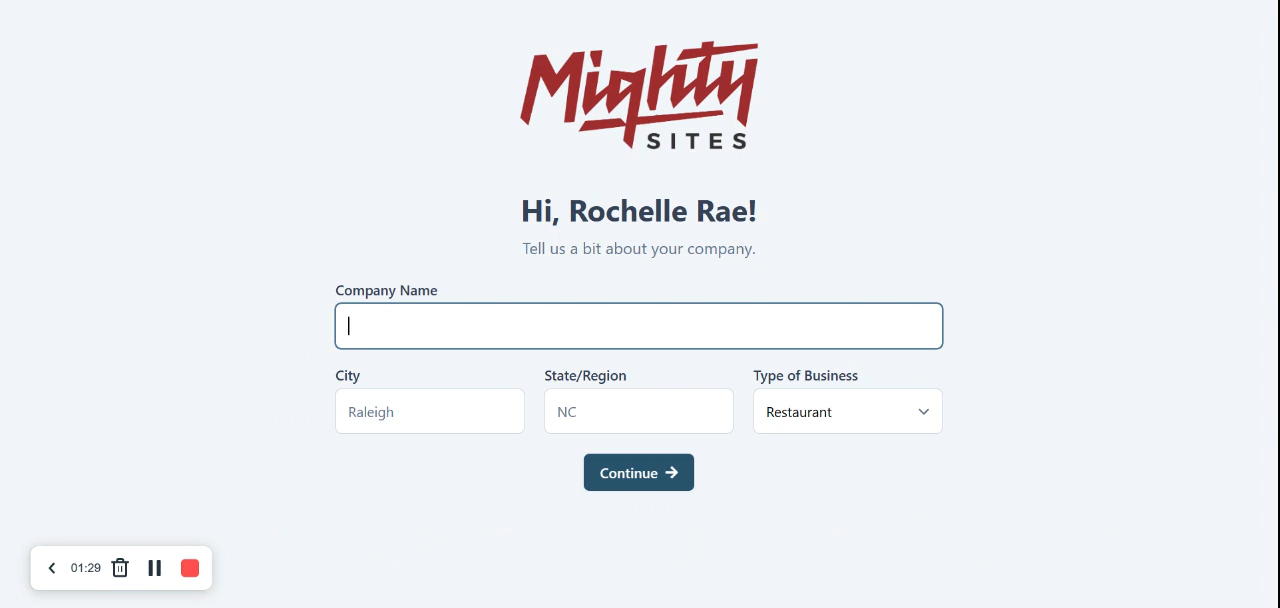 Mighty
SITES
Hi, Rochelle Rae!
Tell us a bit about your company.
Company Name
City State/Region Type of Business
Raleigh NC Restaurant
Continue
01:29